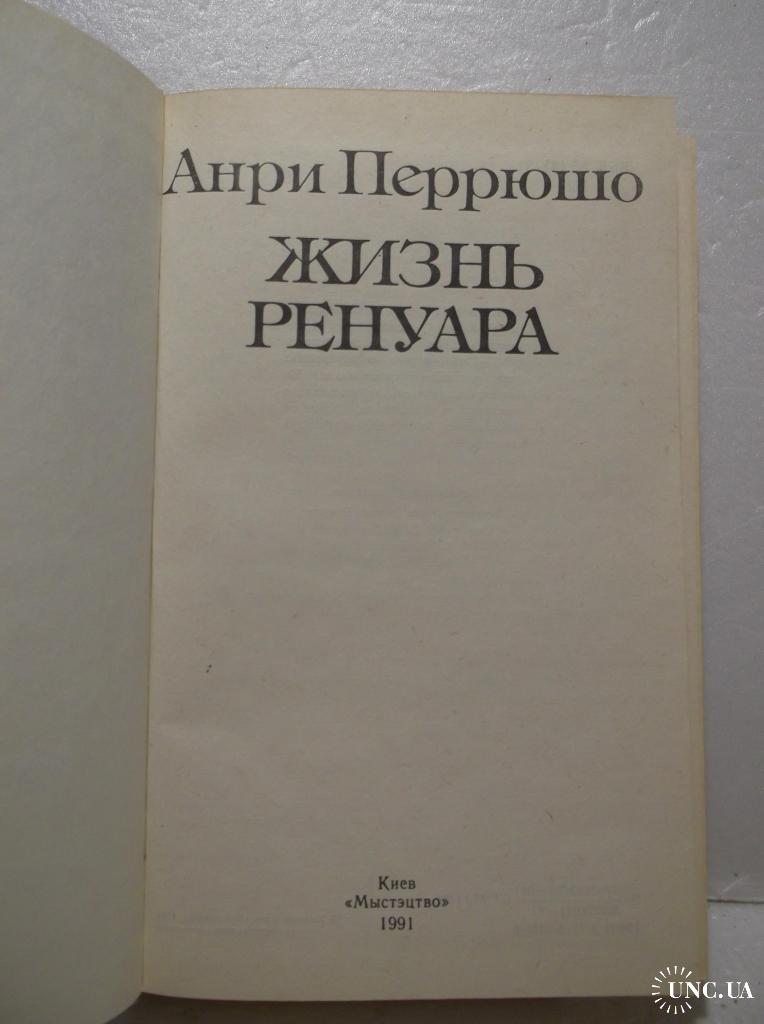 Анри Перрюшо
ЖИЗНЬ
РЕНУАРА
Киев
«Мыстэцтво»
1991
UNC.UA